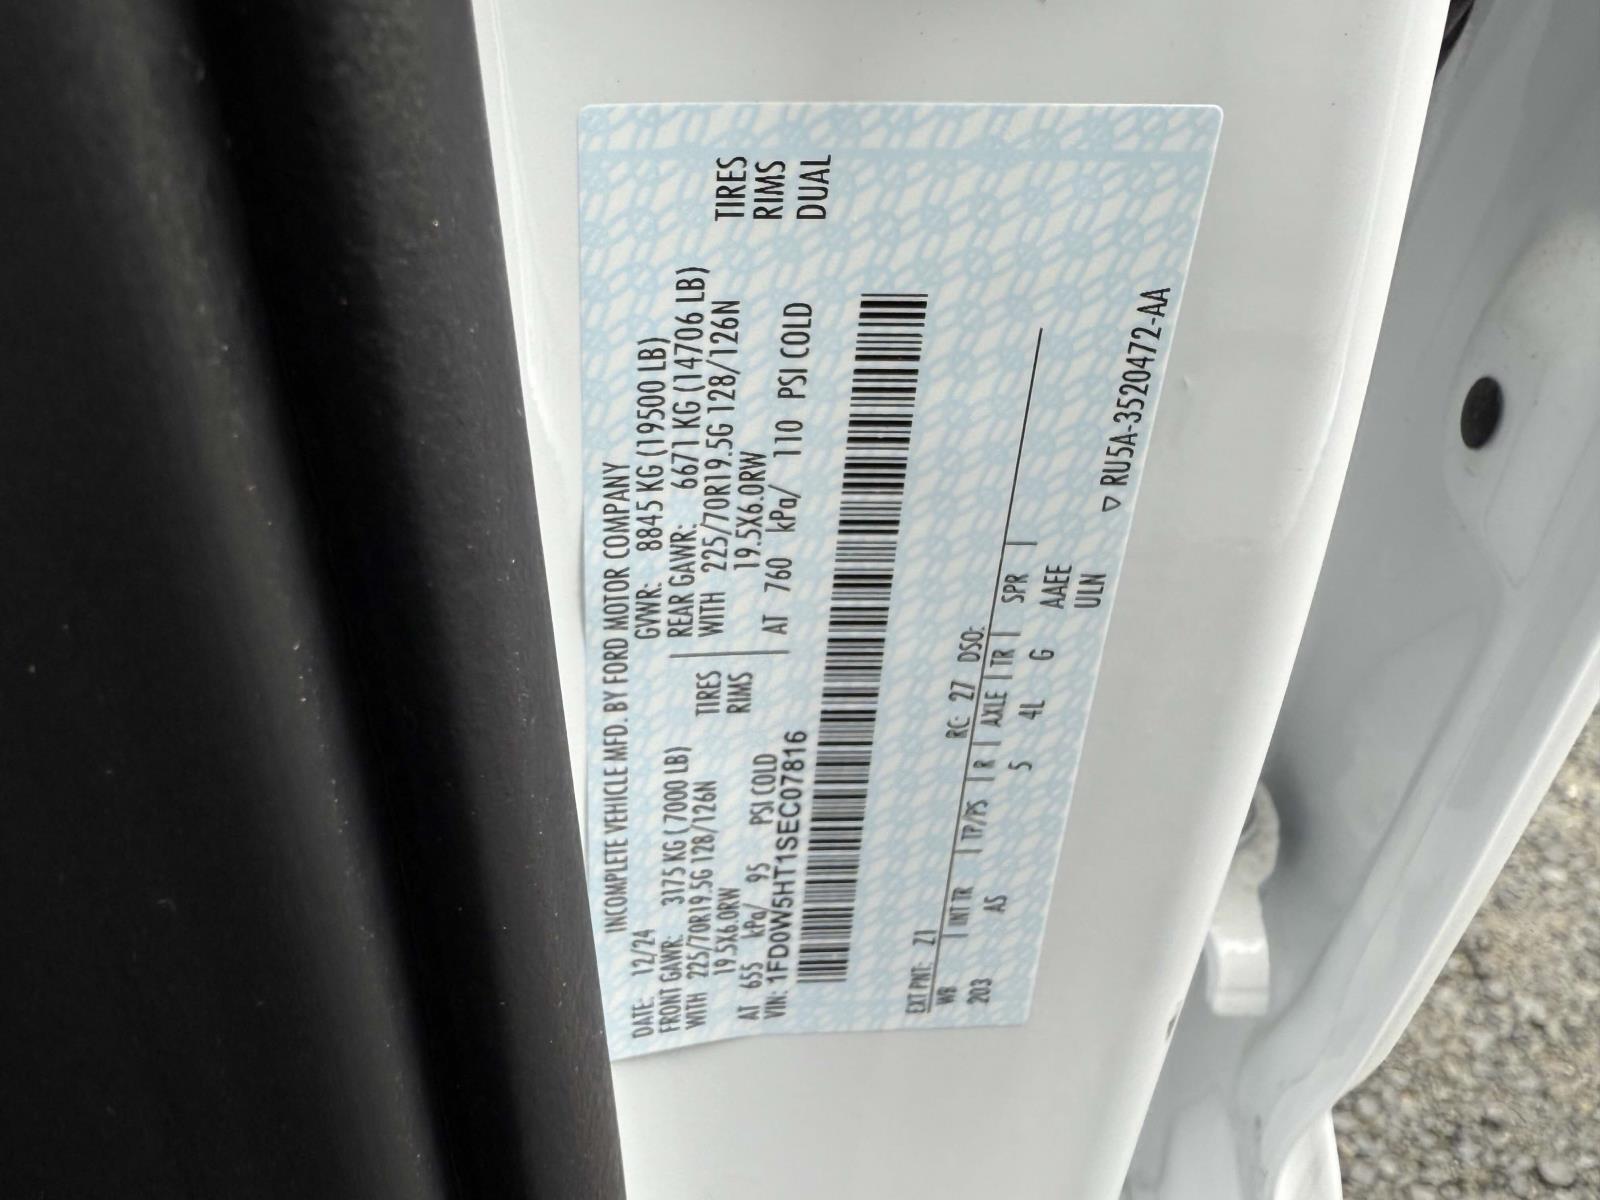 INCOMPLETE VEHICLE MFD. BY FORD MOTOR COMPANY
DATE: 12/24 GVWR: 8845 KG (19500 LB)
FRONT GAWR: 3175 KG (7000 LB) REAR GAWR: 6671 KG (14706 LB)
WITH 225/70R19.5G 128/126N TIRES WITH 225/70R19.5G 128/126N TIRES
19.5X6.0RW RIMS 19.5X6.0RW RIMS
AT 655 kPa/ 95 PSI COLD AT 760 kPa/ 110 PSI COLD DUAL
VIN: 1FD0W5HT1SEC07816
EXT PNT: Z1 RC: 27 DSO:
WB INT TR TP/PS R AXLE TR SPR
203 AS 5 4L G AAEE
ULN
▽ RU5A-3520472-AA